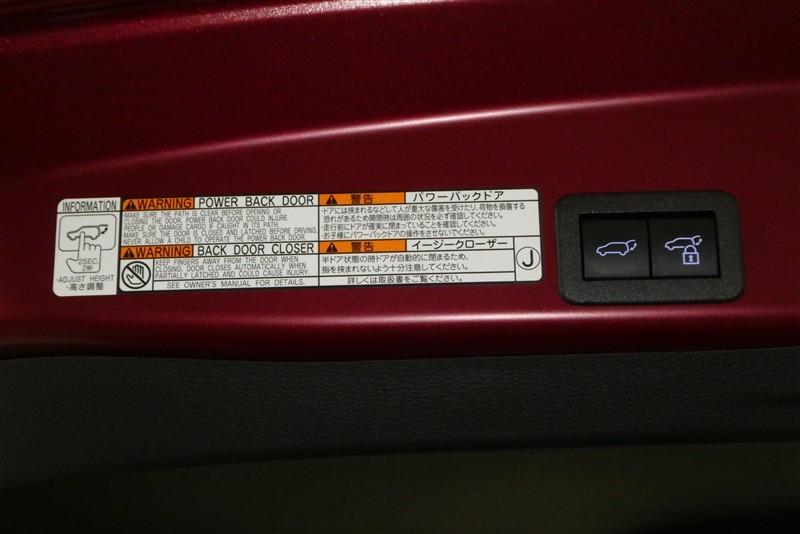 INFORMATION
2SEC.
2秒
・ADJUST HEIGHT
・高さ調整
WARNING POWER BACK DOOR
MAKE SURE THE PATH IS CLEAR BEFORE OPENING OR
CLOSING THE DOOR. POWER BACK DOOR COULD INJURE
PEOPLE OR DAMAGE CARGO IF CAUGHT IN ITS PATH.
MAKE SURE THE DOOR IS CLOSED AND LATCHED BEFORE DRIVING.
NEVER ALLOW A CHILD TO OPERATE THE POWER BACK DOOR.
WARNING BACK DOOR CLOSER
KEEP FINGERS AWAY FROM THE DOOR WHEN
CLOSING. DOOR CLOSES AUTOMATICALLY WHEN
PARTIALLY LATCHED AND COULD CAUSE INJURY.
SEE OWNER'S MANUAL FOR DETAILS.
警告 パワーバックドア
・ドアには挟まれるなどして人が重大な傷害を受けたり、荷物を損傷する
恐れがあるため開閉時は周囲の状況を必ず確認してください。
・走行前にドアが確実に閉まっていることを確認してください。
・お子様にパワーバックドアの操作をさせないでください。
警告 イージークローザー
半ドア状態の時ドアが自動的に閉まるため、
指を挟まれないよう十分注意してください。
詳しくは取扱書をご覧ください。
J